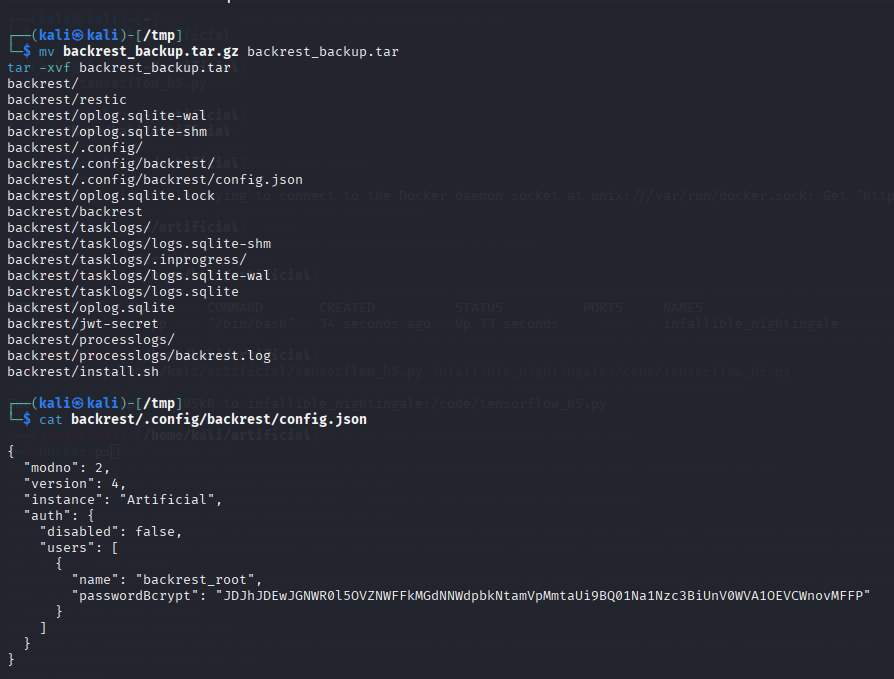 ┌──(kali㉿kali)-[/tmp]
└─$ mv backrest_backup.tar.gz backrest_backup.tar
tar -xvf backrest_backup.tar
backrest/
backrest/restic
backrest/oplog.sqlite-wal
backrest/oplog.sqlite-shm
backrest/.config/
backrest/.config/backrest/
backrest/.config/backrest/config.json
backrest/oplog.sqlite.lock
backrest/backrest
backrest/tasklogs/
backrest/tasklogs/logs.sqlite-shm
backrest/tasklogs/.inprogress/
backrest/tasklogs/logs.sqlite-wal
backrest/tasklogs/logs.sqlite
backrest/oplog.sqlite
backrest/jwt-secret
backrest/processlogs/
backrest/processlogs/backrest.log
backrest/install.sh
┌──(kali㉿kali)-[/tmp]
└─$ cat backrest/.config/backrest/config.json
{
  "modno": 2,
  "version": 4,
  "instance": "Artificial",
  "auth": {
    "disabled": false,
    "users": [
      {
        "name": "backrest_root",
        "passwordBcrypt": "JDJhJDEwJGNWR0l5OVZNWFFkMGdNNWdpbkNtamVpMmtaUi9BQ01Na1Nzc3BiUnV0WVA1OEVCWnovMFFP"
      }
    ]
  }
}